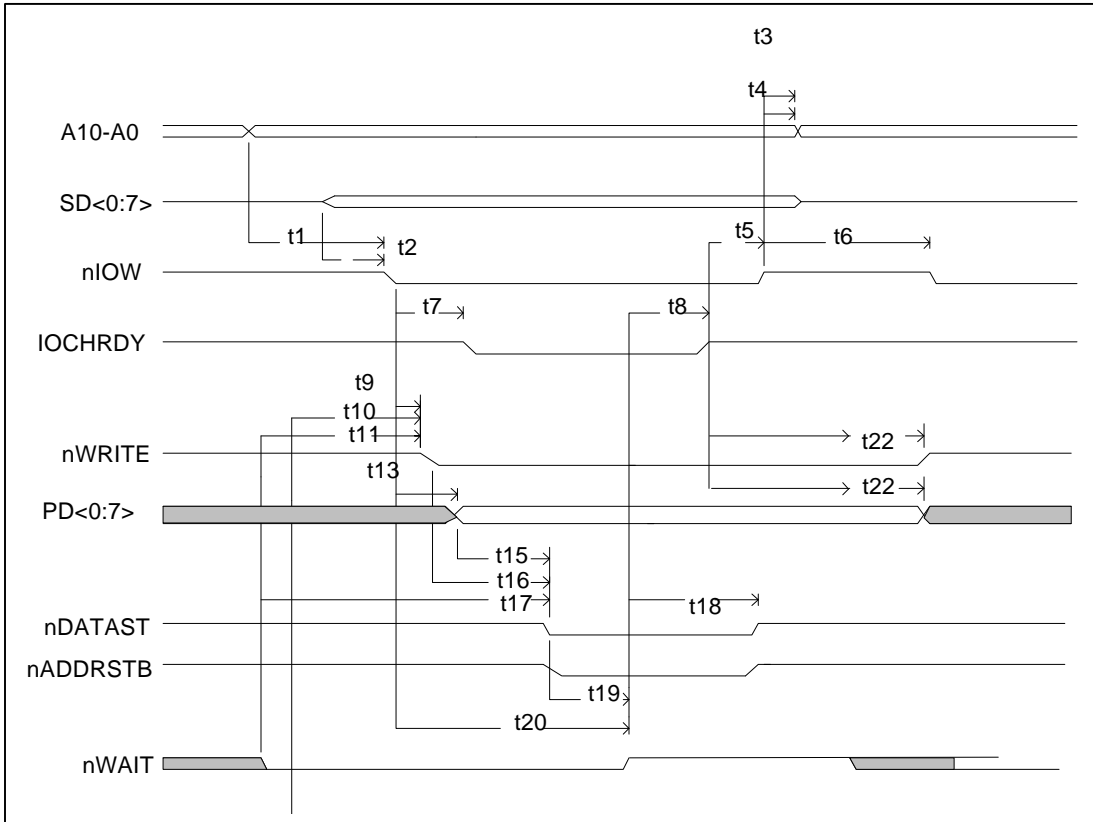 t3
t4
A10-A0
SD<0:7>
t1
t2
t5
t6
nIOW
t7
t8
IOCHRDY
t9
t10
t11
t22
nWRITE
t13
t22
PD<0:7>
t15
t16
t17
t18
nDATAST
nADDRSTB
t19
t20
nWAIT